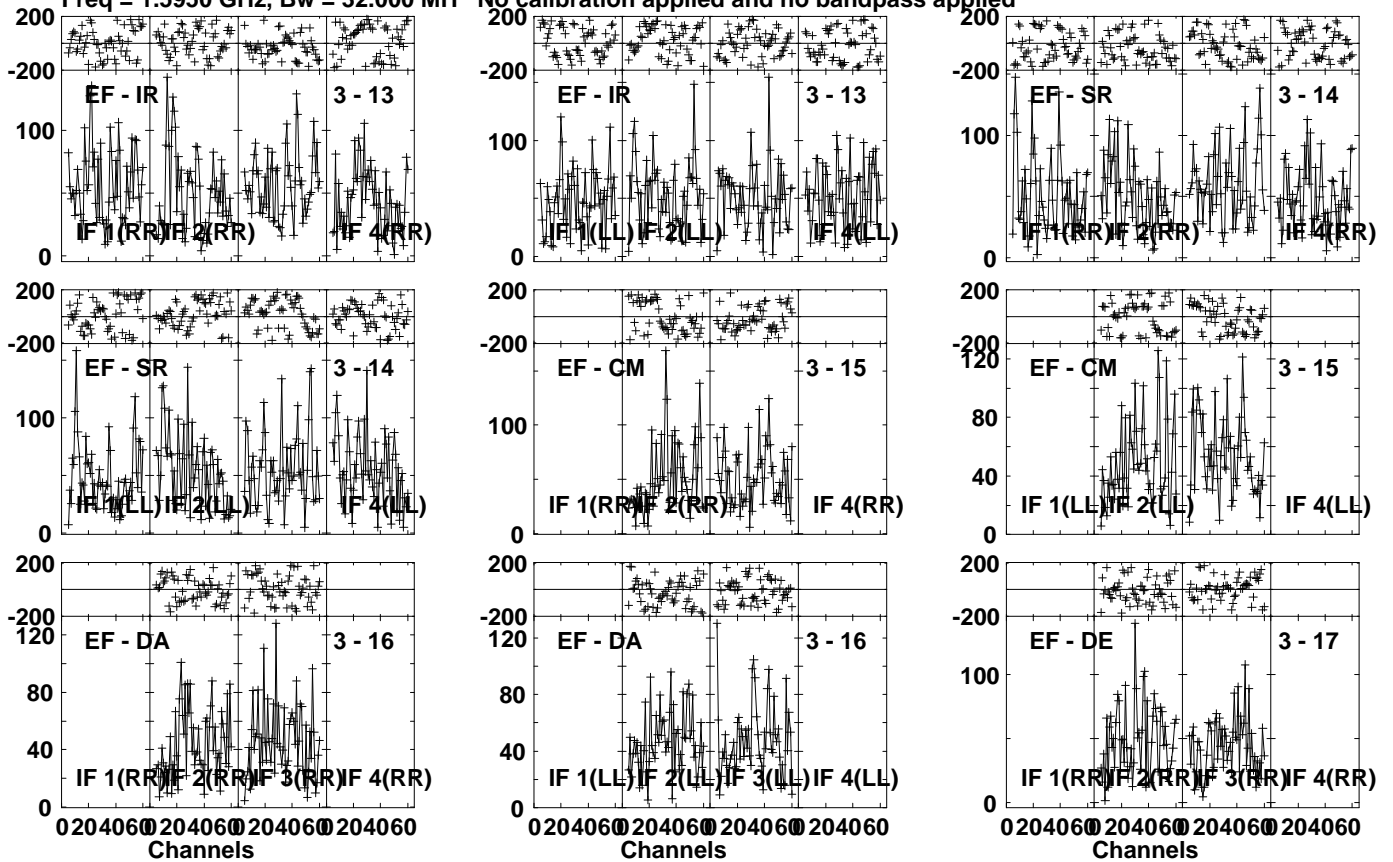 Freq = 1.5950 GHz, Bw = 32.000 MH No calibration applied and no bandpass applied
200
-200
EF - IR
3 - 13
100
0
IF 1(RR)
IF 2(RR)
IF 4(RR)
EF - IR
3 - 13
100
0
IF 1(LL)
IF 2(LL)
IF 4(LL)
200
-200
EF - SR
3 - 14
100
0
IF 1(RR)
IF 2(RR)
IF 4(RR)
200
-200
EF - SR
3 - 14
100
0
IF 1(LL)
IF 2(LL)
IF 4(LL)
200
-200
EF - CM
3 - 15
100
0
IF 1(RR)
IF 2(RR)
IF 4(RR)
200
-200
EF - CM
3 - 15
120
80
40
0
IF 1(LL)
IF 2(LL)
IF 4(LL)
200
-200
EF - DA
3 - 16
120
80
40
0
IF 1(RR)
IF 2(RR)
IF 3(RR)
IF 4(RR)
0 20 40 60 0 20 40 60 0 20 40 60 0 20 40 60
Channels
200
-200
EF - DA
3 - 16
120
80
40
0
IF 1(LL)
IF 2(LL)
IF 3(LL)
IF 4(LL)
0 20 40 60 0 20 40 60 0 20 40 60 0 20 40 60
Channels
200
-200
EF - DE
3 - 17
100
0
IF 1(RR)
IF 2(RR)
IF 3(RR)
IF 4(RR)
0 20 40 60 0 20 40 60 0 20 40 60 0 20 40 60
Channels